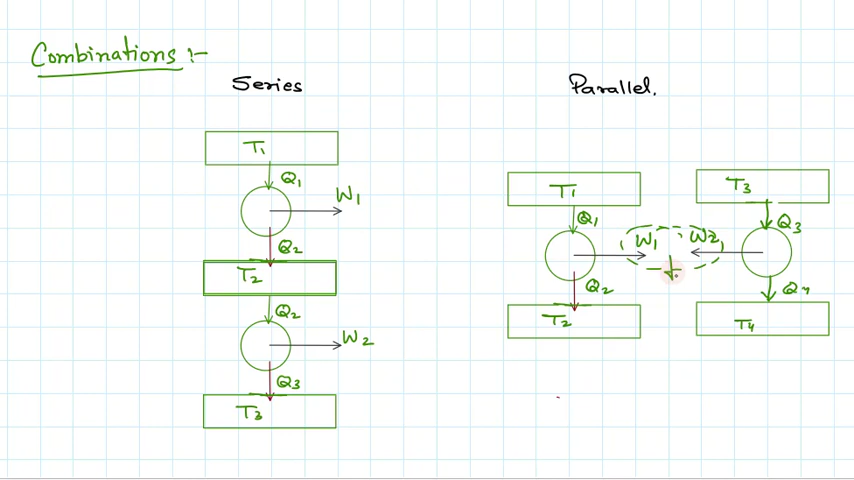 Combinations :-
Series
T1
Q1
W1
Q2
T2
Q2
W2
Q3
T3
Parallel.
T1
T3
Q1
Q3
W1
W2
Q2
Q4
T2
T4